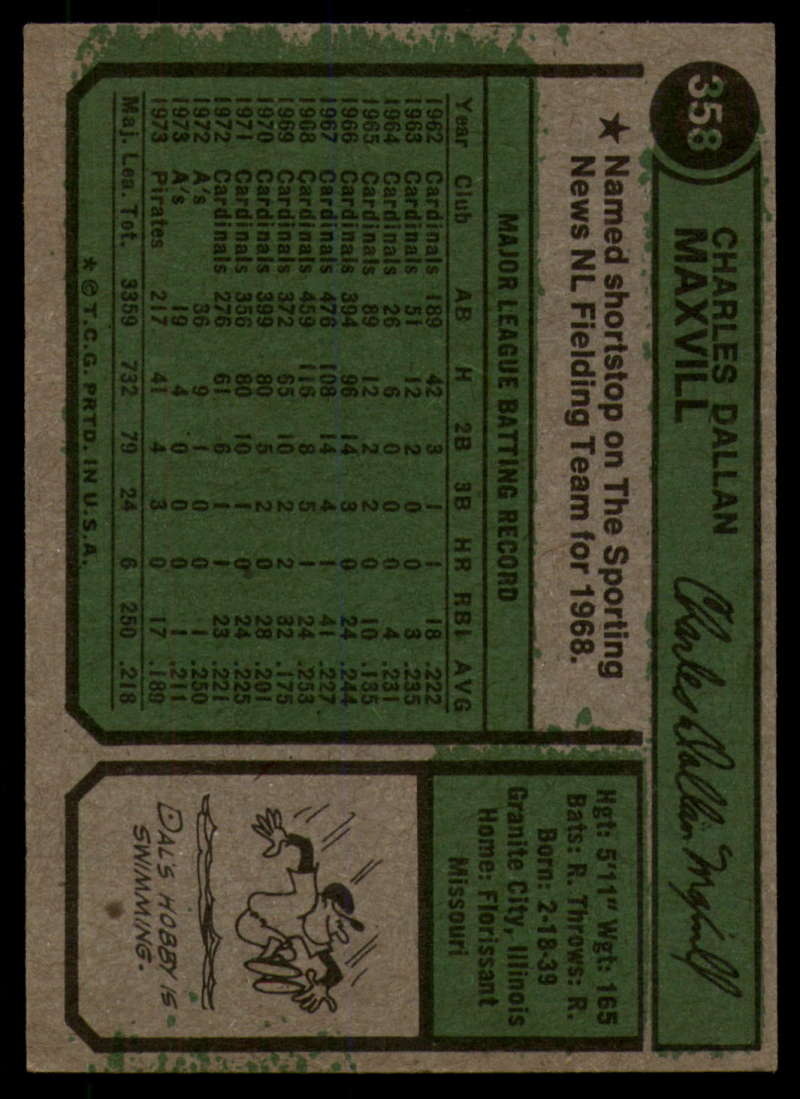 358
CHARLES DALLAN
MAXVILL
Charles Dallan Maxvill
★ Named shortstop on The Sporting
News NL Fielding Team for 1968.
MAJOR LEAGUE BATTING RECORD
Year Club AB H 2B 3B HR RBI AVG
1962 Cardinals 189 42 3 1 1 18 .222
1963 Cardinals 51 12 2 0 0 3 .235
1964 Cardinals 26 6 0 0 0 4 .231
1965 Cardinals 89 12 2 2 0 10 .135
1966 Cardinals 394 96 14 3 0 24 .244
1967 Cardinals 476 108 14 4 1 41 .227
1968 Cardinals 459 116 8 5 1 24 .253
1969 Cardinals 372 65 10 2 2 32 .175
1970 Cardinals 399 80 5 2 0 28 .201
1971 Cardinals 356 80 10 1 0 24 .225
1972 Cardinals 276 61 6 1 1 23 .221
1972 A's 36 9 1 0 0 1 .250
1973 A's 19 4 0 0 0 1 .211
1973 Pirates 217 41 4 3 0 17 .189
Maj. Lea. Tot. 3359 732 79 24 6 250 .218
* © T.C.G. PRTD. IN U.S.A.
Hgt: 5'11" Wgt: 165
Bats: R. Throws: R.
Born: 2-18-39
Granite City, Illinois
Home: Florissant
Missouri
DAL'S HOBBY IS
SWIMMING.